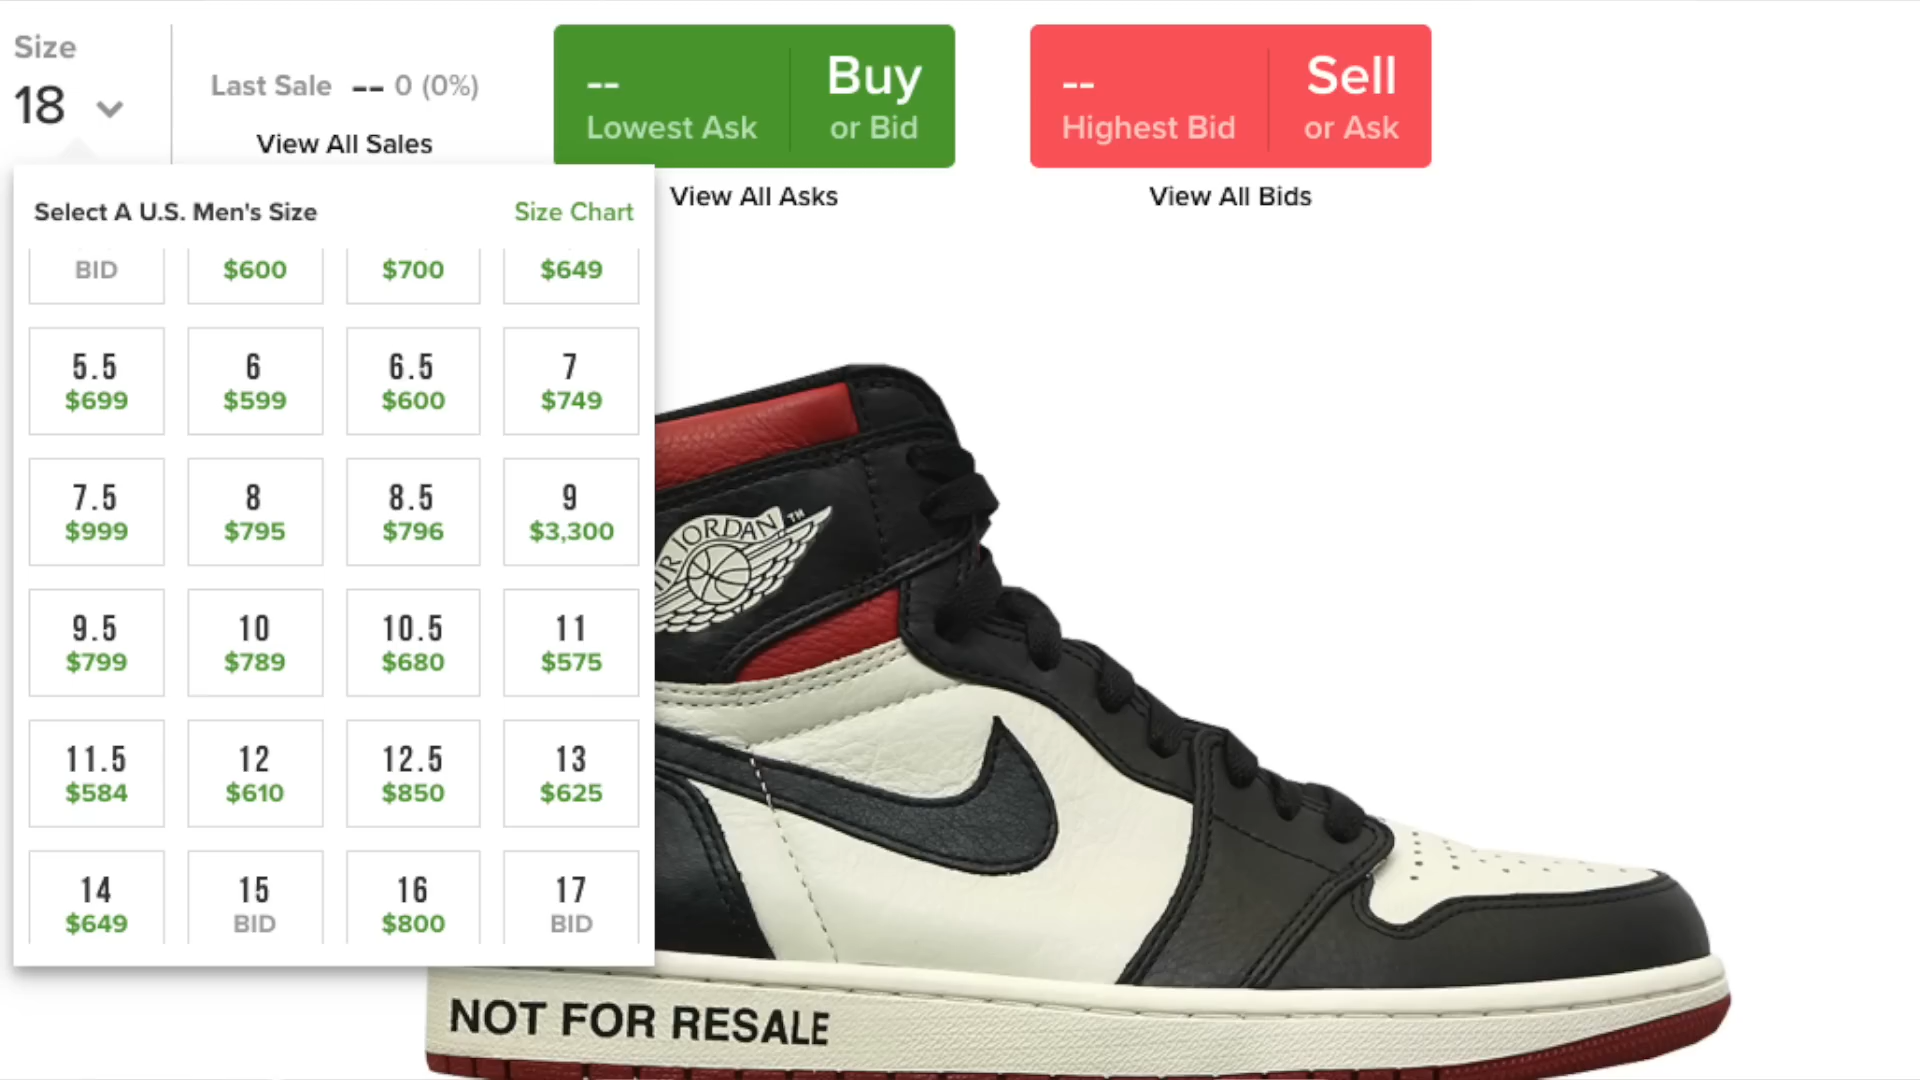 Size
18
Last Sale -- 0 (0%)
View All Sales
--
Lowest Ask
Buy
or Bid
View All Asks
--
Highest Bid
Sell
or Ask
View All Bids
Select A U.S. Men's Size
Size Chart
BID
$600
$700
$649
5.5
$699
6
$599
6.5
$600
7
$749
7.5
$999
8
$795
8.5
$796
9
$3,300
9.5
$799
10
$789
10.5
$680
11
$575
11.5
$584
12
$610
12.5
$850
13
$625
14
$649
15
BID
16
$800
17
BID
JORDAN™
NOT FOR RESALE